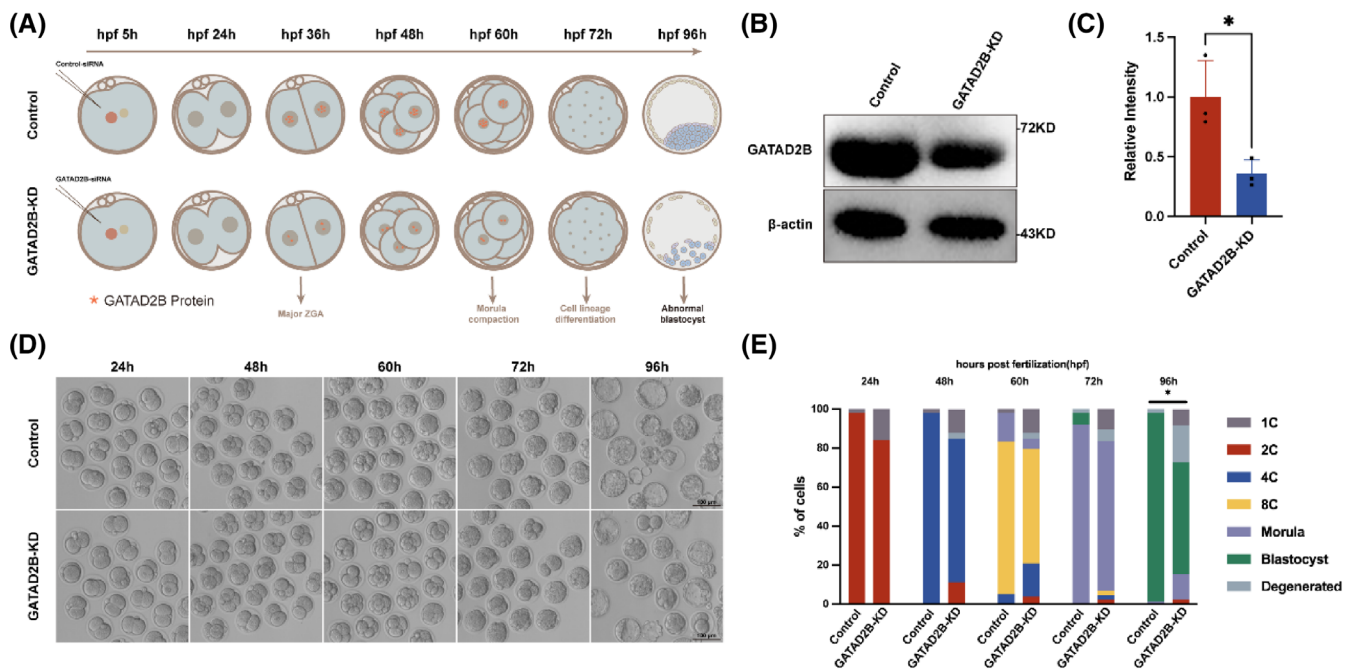 (A)
hpf 5h hpf 24h hpf 36h hpf 48h hpf 60h hpf 72h hpf 96h
Control-siRNA
Control
GATAD2B-siRNA
GATAD2B-KD
* GATAD2B Protein
Major ZGA
Morula
compaction
Cell lineage
differentiation
Abnormal
blastocyst
(B)
Control
GATAD2B-KD
GATAD2B
-72KD
β-actin
-43KD
(C)
*
Relative Intensity
1.5
1.0
0.5
0.0
Control
GATAD2B-KD
(D)
24h 48h 60h 72h 96h
Control
100 μm
GATAD2B-KD
100 μm
(E)
hours post fertilization(hpf)
24h 48h 60h 72h 96h
*
% of cells
100
80
60
40
20
0
Control GATAD2B-KD Control GATAD2B-KD Control GATAD2B-KD Control GATAD2B-KD Control GATAD2B-KD
1C
2C
4C
8C
Morula
Blastocyst
Degenerated